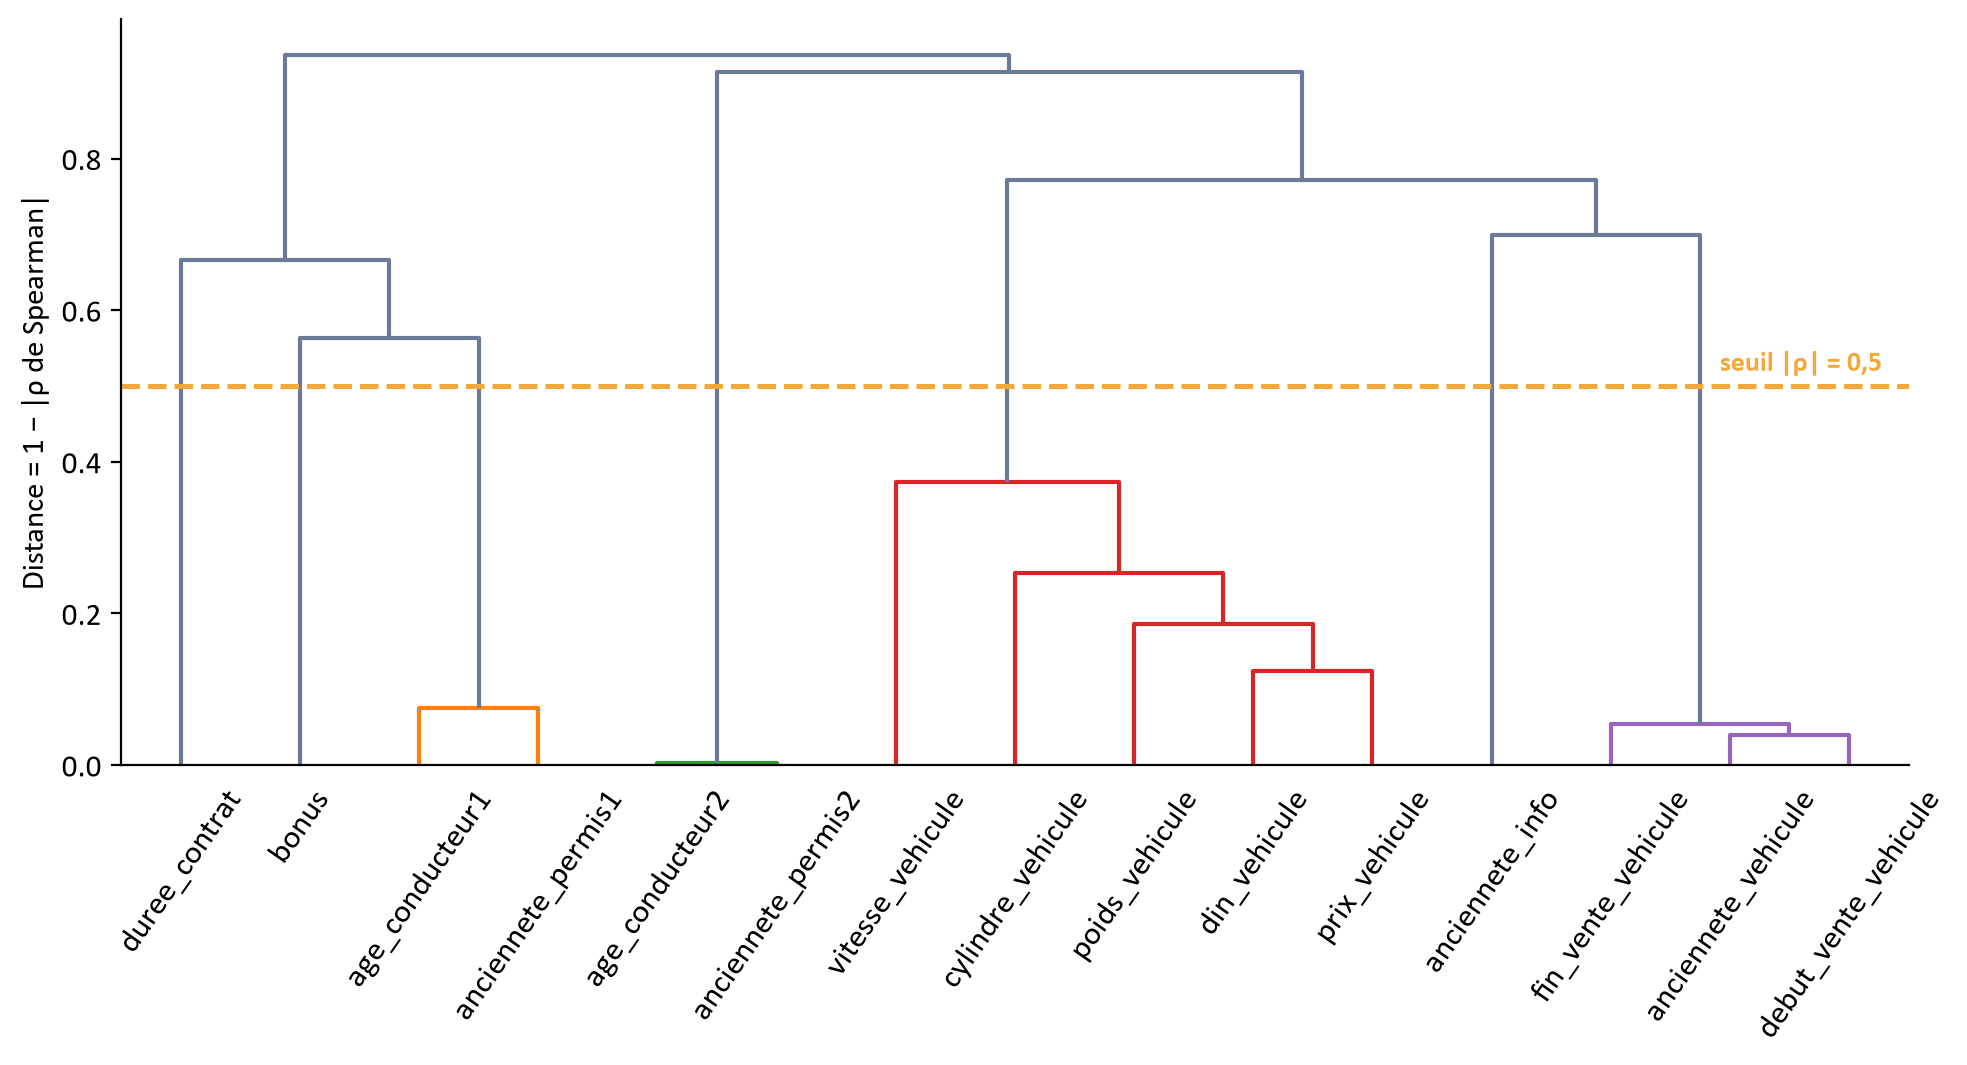 Distance = 1 − |ρ de Spearman|
0.8
0.6
0.4
0.2
0.0
seuil |ρ| = 0,5
duree_contrat
bonus
age_conducteur1
anciennete_permis1
age_conducteur2
anciennete_permis2
vitesse_vehicule
cylindre_vehicule
poids_vehicule
din_vehicule
prix_vehicule
anciennete_info
fin_vente_vehicule
anciennete_vehicule
debut_vente_vehicule